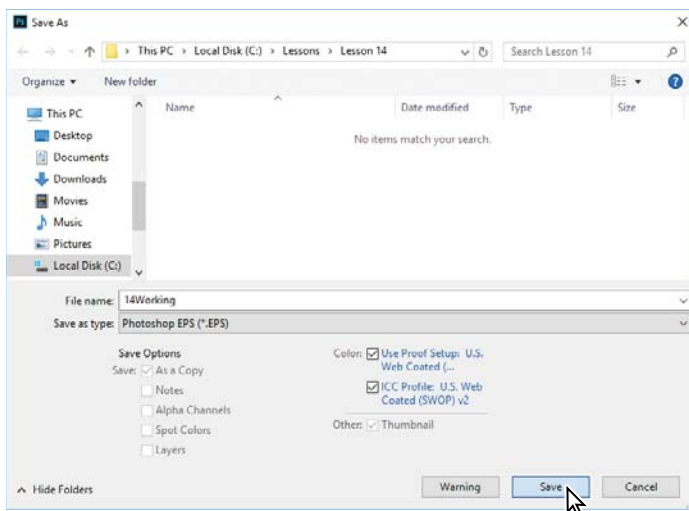 Ps Save As
This PC > Local Disk (C:) > Lessons > Lesson 14
Search Lesson 14
Organize
New folder
Name
Date modified
Type
Size
No items match your search.
This PC
Desktop
Documents
Downloads
Movies
Music
Pictures
Local Disk (C:)
File name: 14Working
Save as type: Photoshop EPS (*.EPS)
Save Options
Save: As a Copy
Notes
Alpha Channels
Spot Colors
Layers
Color: Use Proof Setup: U.S.
Web Coated (...
ICC Profile: U.S. Web
Coated (SWOP) v2
Other: Thumbnail
Hide Folders
Warning
Save
Cancel